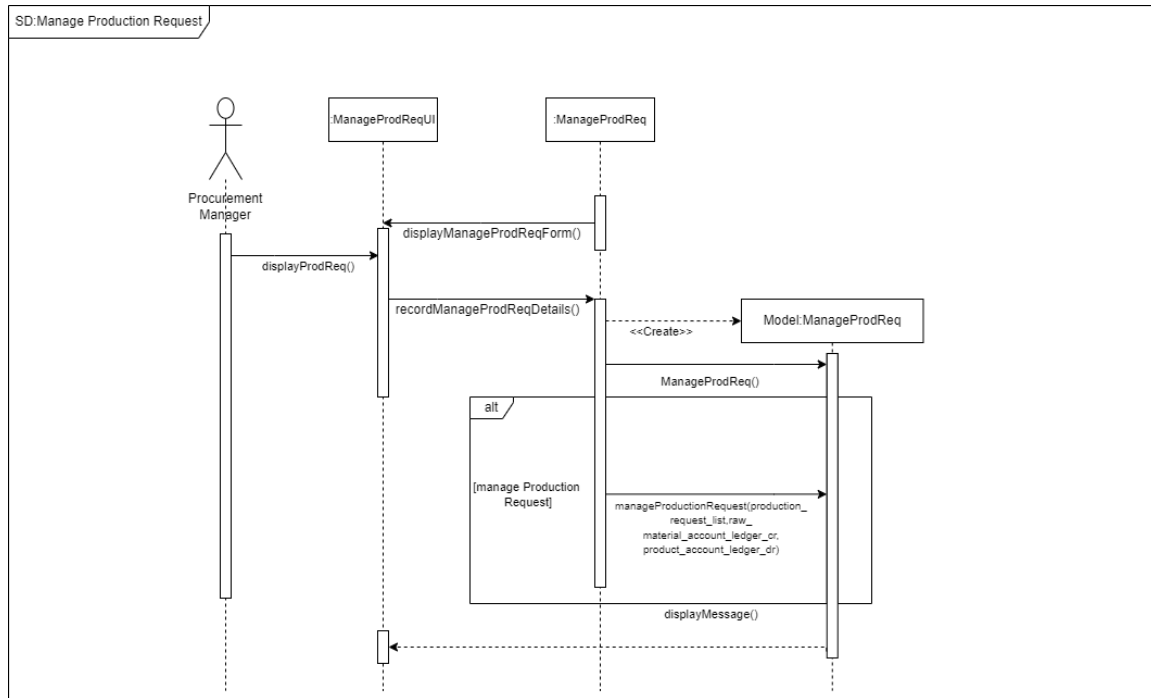 SD:Manage Production Request
:ManageProdReqUI
:ManageProdReq
Procurement
Manager
displayManageProdReqForm()
displayProdReq()
recordManageProdReqDetails()
Model:ManageProdReq
<<Create>>
ManageProdReq()
alt
[manage Production
Request]
manageProductionRequest(production_
request_list,raw_
material_account_ledger_cr,
product_account_ledger_dr)
displayMessage()